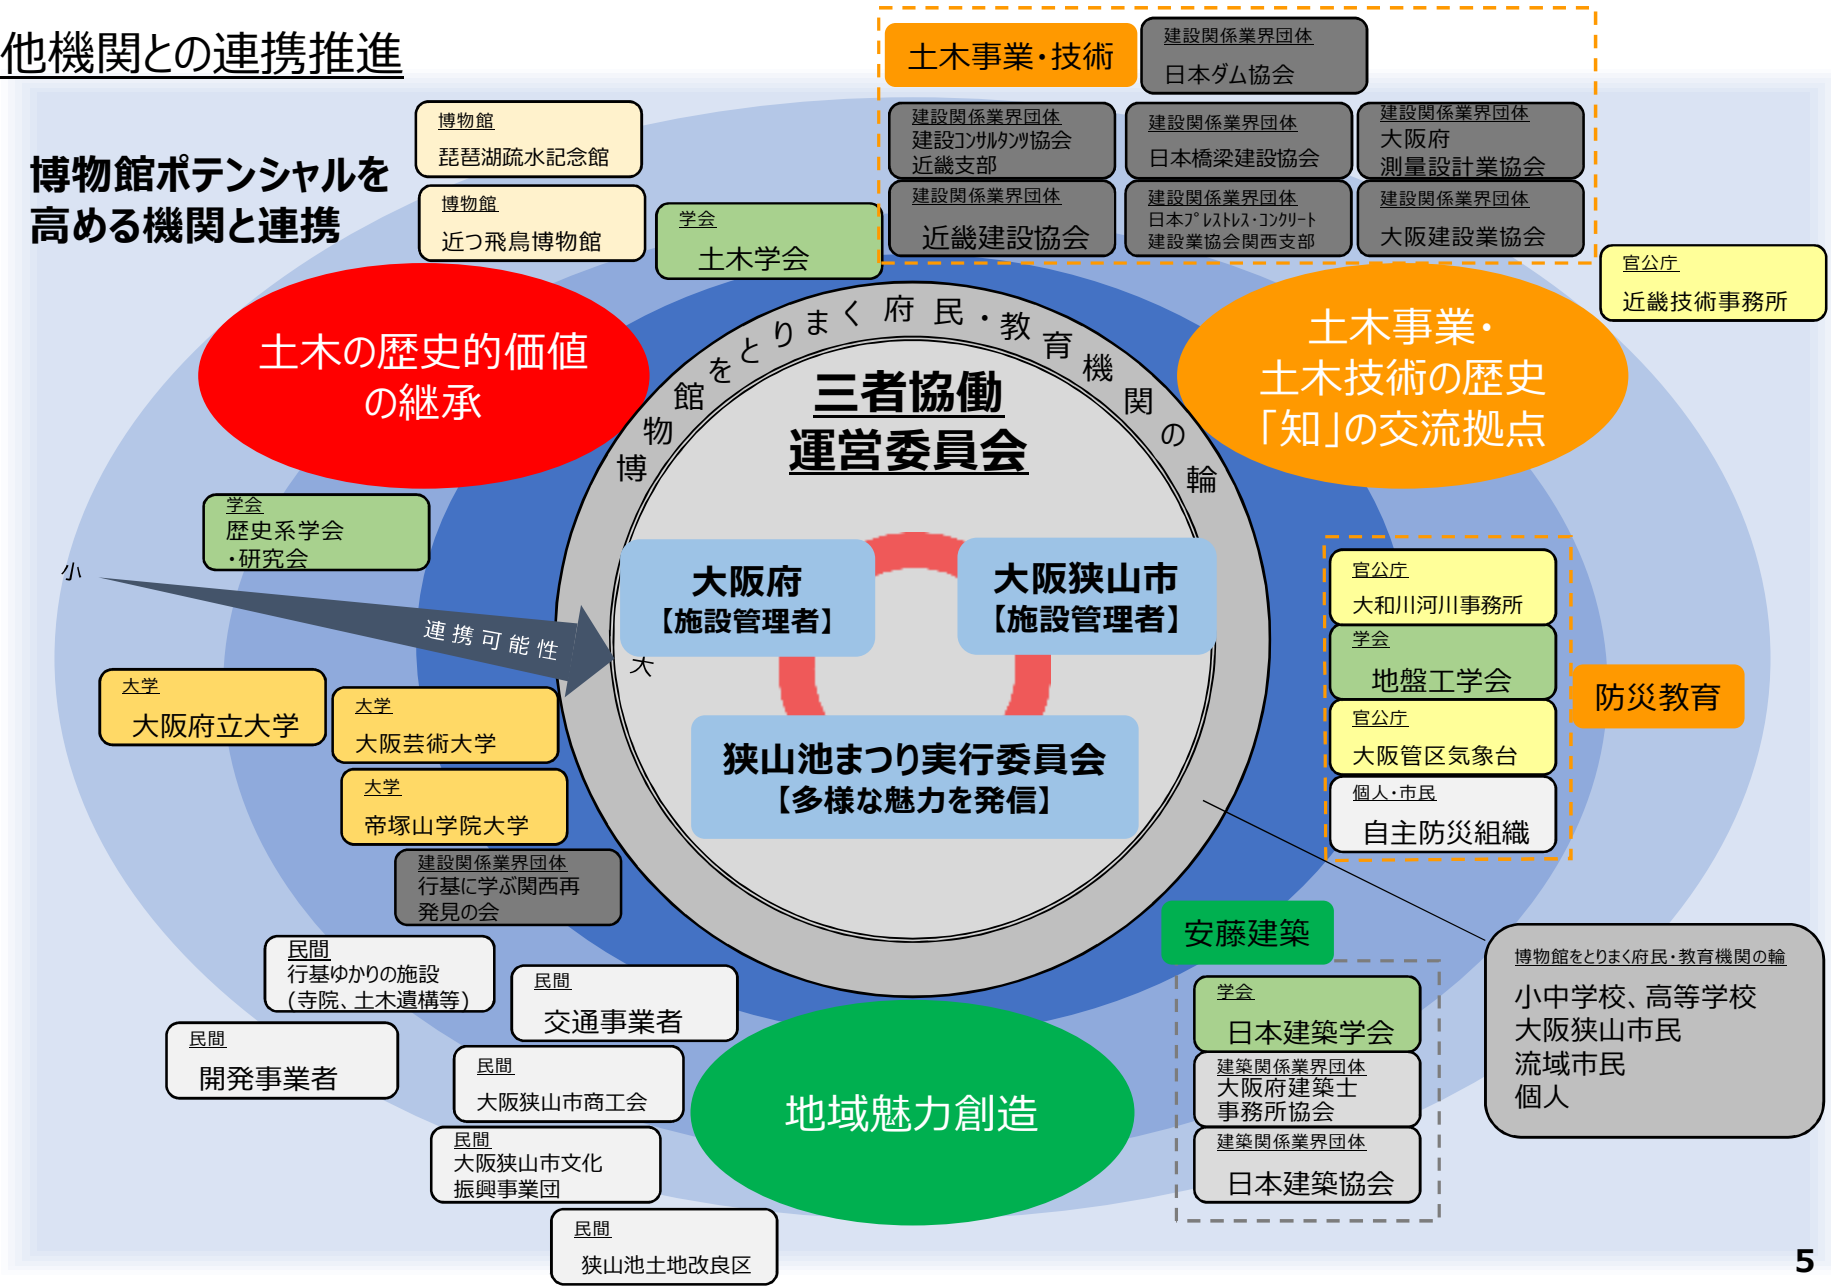 他機関との連携推進
博物館ポテンシャルを
高める機関と連携
博物館
琵琶湖疏水記念館
博物館
近つ飛鳥博物館
学会
土木学会
土木事業・技術
建設関係業界団体
日本ダム協会
建設関係業界団体
建設コンサルタンツ協会
近畿支部
建設関係業界団体
日本橋梁建設協会
建設関係業界団体
大阪府
測量設計業協会
建設関係業界団体
近畿建設協会
建設関係業界団体
日本プレストレス・コンクリート
建設業協会関西支部
建設関係業界団体
大阪建設業協会
官公庁
近畿技術事務所
土木の歴史的価値
の継承
土木事業・
土木技術の歴史
「知」の交流拠点
博物館をとりまく府民・教育機関の輪
三者協働
運営委員会
大阪府
【施設管理者】
大阪狭山市
【施設管理者】
狭山池まつり実行委員会
【多様な魅力を発信】
学会
歴史系学会
・研究会
小
連携可能性
大
大学
大阪府立大学
大学
大阪芸術大学
大学
帝塚山学院大学
建設関係業界団体
行基に学ぶ関西再
発見の会
民間
行基ゆかりの施設
（寺院、土木遺構等）
民間
交通事業者
民間
開発事業者
民間
大阪狭山市商工会
民間
大阪狭山市文化
振興事業団
民間
狭山池土地改良区
地域魅力創造
官公庁
大和川河川事務所
学会
地盤工学会
官公庁
大阪管区気象台
個人・市民
自主防災組織
防災教育
安藤建築
学会
日本建築学会
建築関係業界団体
大阪府建築士
事務所協会
建築関係業界団体
日本建築協会
博物館をとりまく府民・教育機関の輪
小中学校、高等学校
大阪狭山市民
流域市民
個人
5